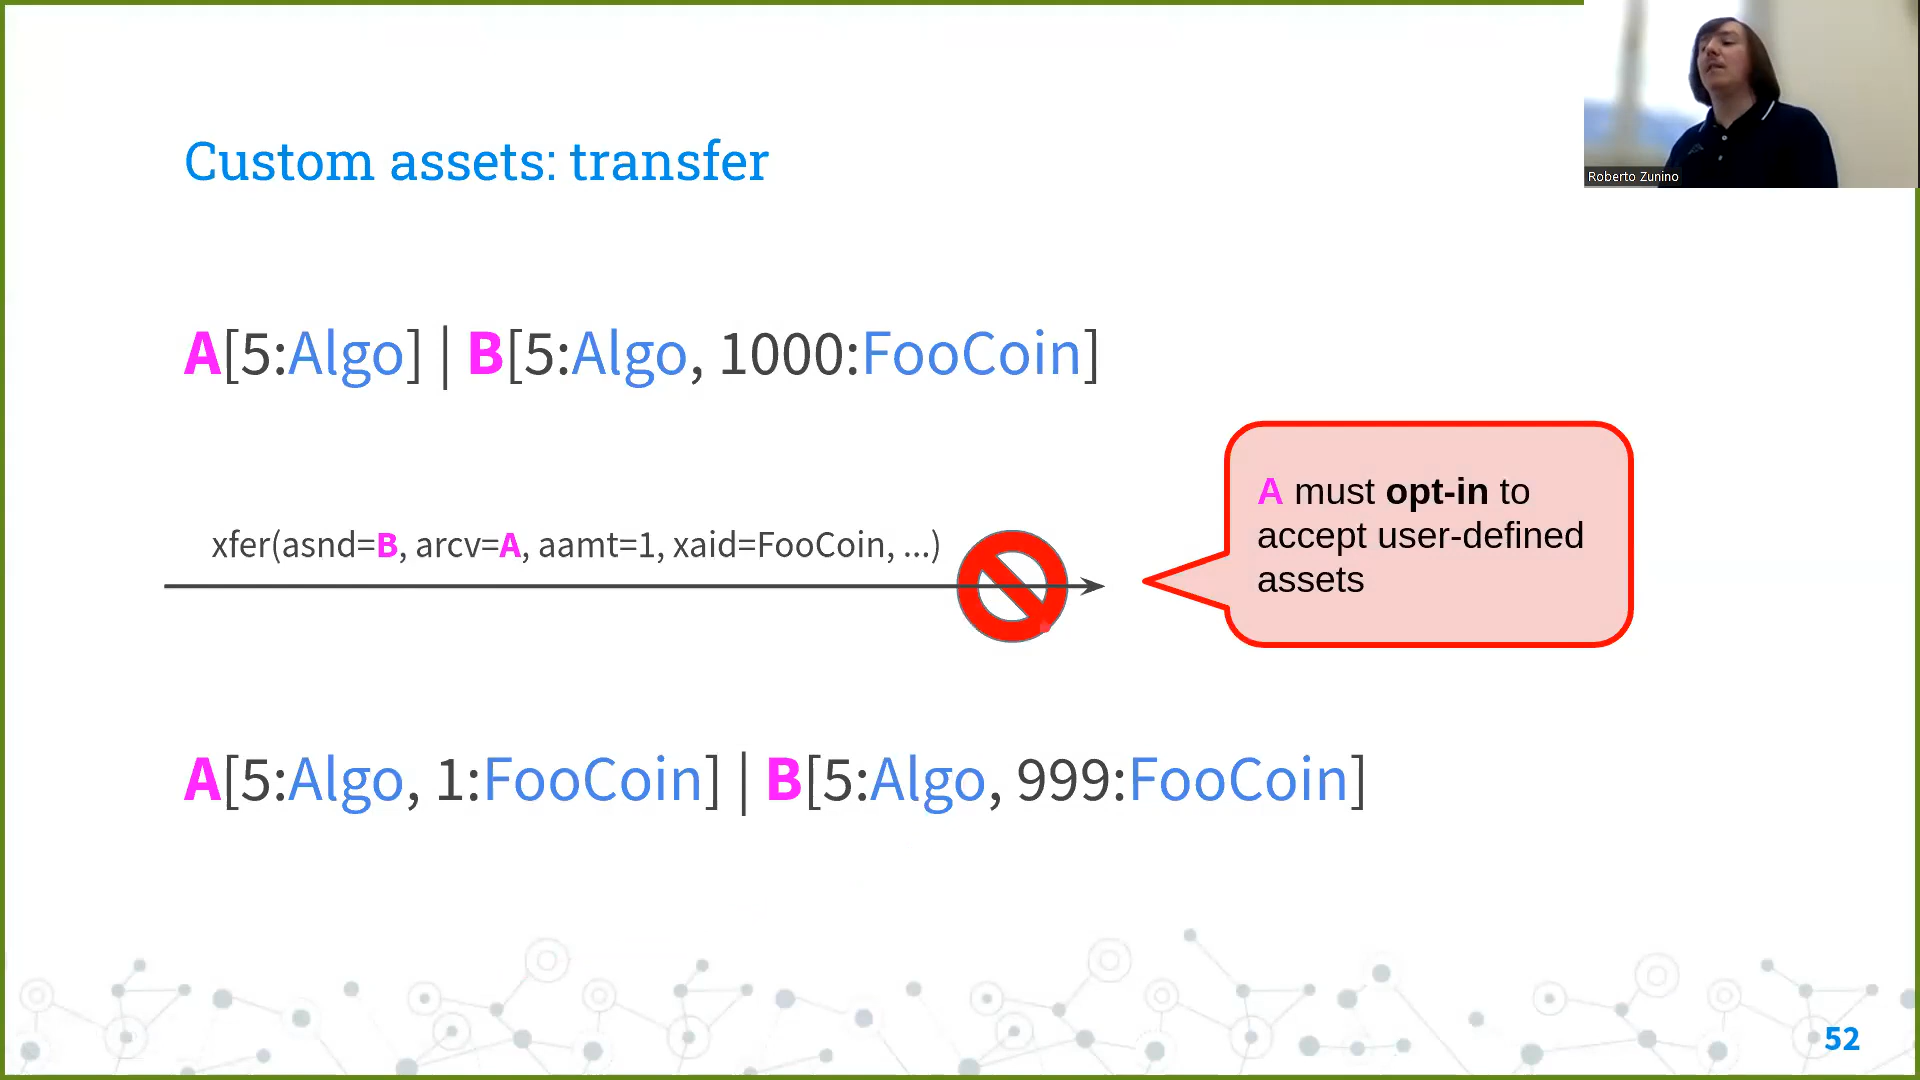 Custom assets: transfer
Roberto Zunino
A[5:Algo] | B[5:Algo, 1000:FooCoin]
xfer(asnd=B, arcv=A, aamt=1, xaid=FooCoin, ...)
A must opt-in to
accept user-defined
assets
A[5:Algo, 1:FooCoin] | B[5:Algo, 999:FooCoin]
52